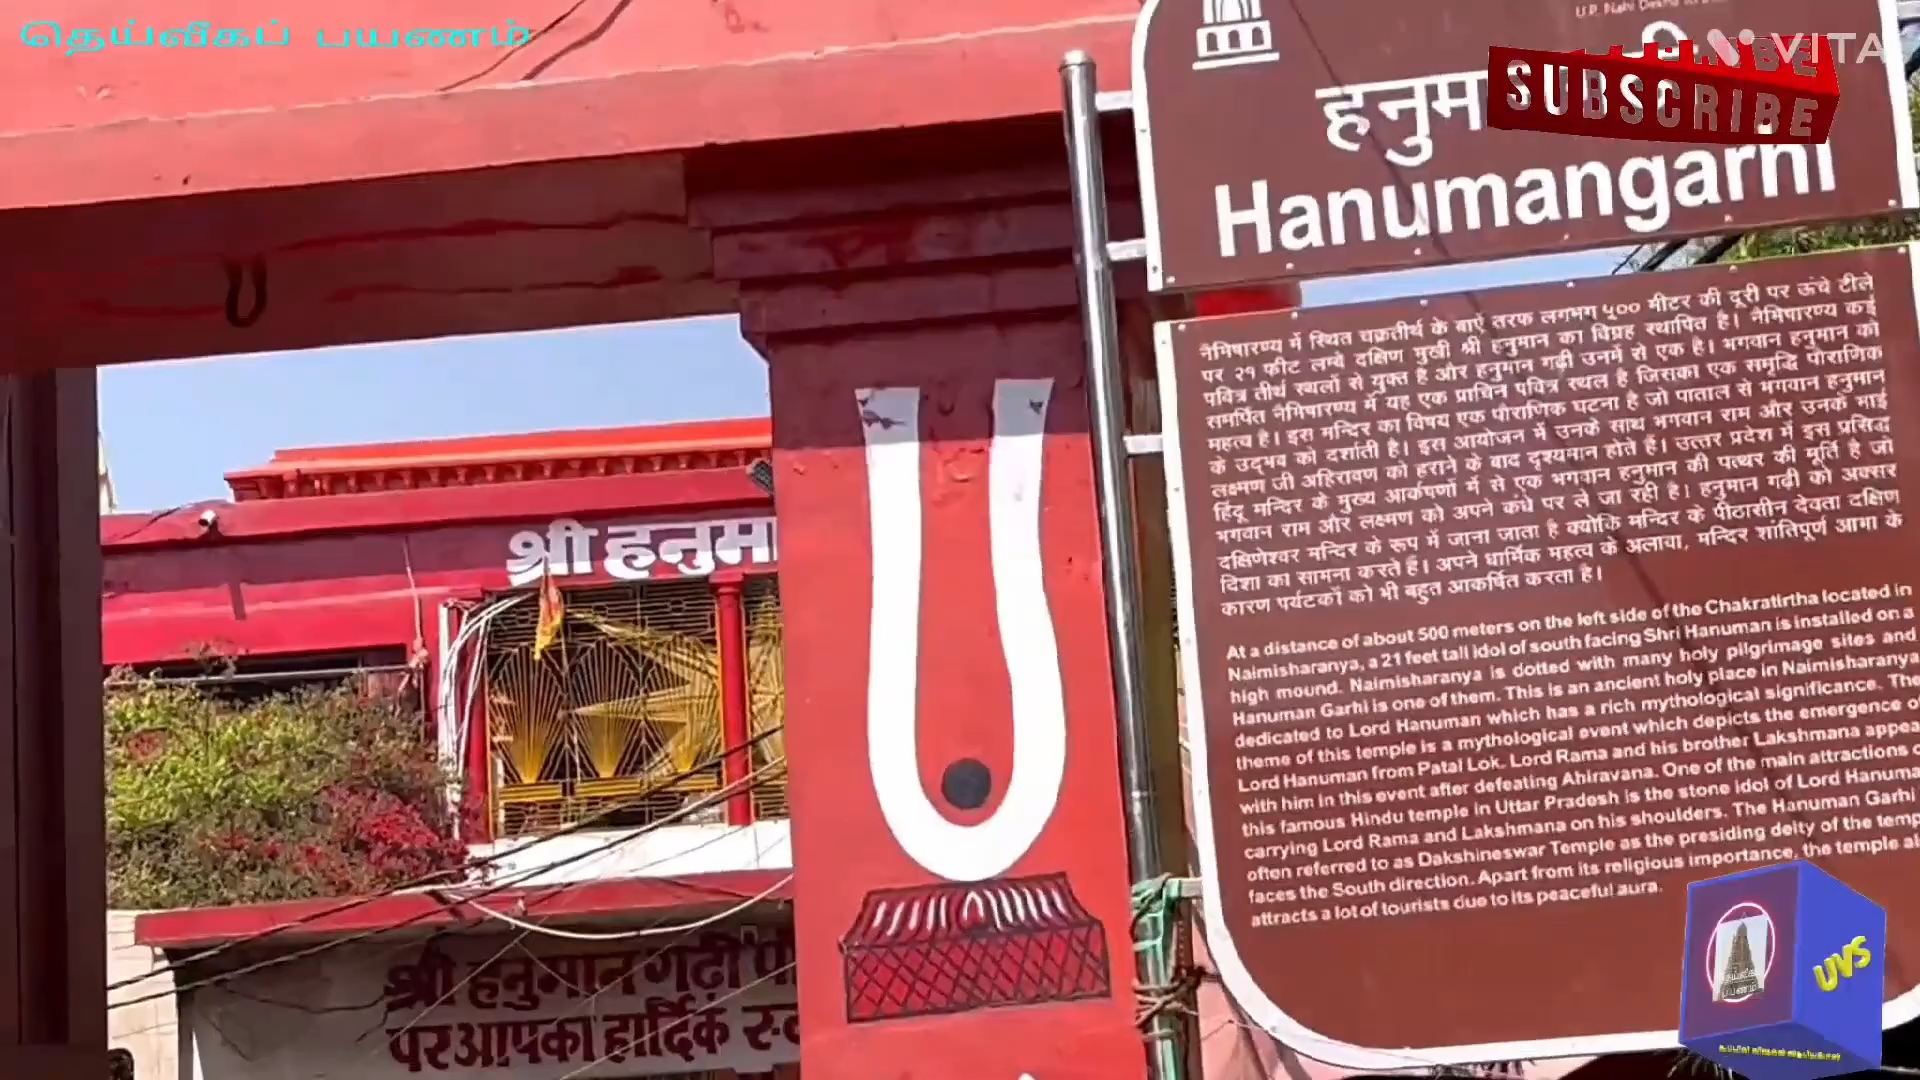 தெய்வீகப் பயணம்
U.P. Nahi Dekha
VITA
SUBSCRIBE
Hanumangarhi
नैमिषारण्य में स्थित चक्रतीर्थ के बाएँ तरफ लगभग ५०० मीटर की दूरी पर ऊंचे टीले
पर २१ फीट लम्बे दक्षिण मुखी श्री हनुमान का विग्रह स्थापित है। नैमिषारण्य कई
पवित्र तीर्थ स्थलों से युक्त है और हनुमान गढ़ी उनमें से एक है। भगवान हनुमान को
समर्पित नैमिषारण्य में यह एक प्राचिन पवित्र स्थल है जिसका एक समृद्धि पौराणिक
महत्व है। इस मन्दिर का विषय एक पौराणिक घटना है जो पाताल से भगवान हनुमान
के उद्भव को दर्शाती है। इस आयोजन में उनके साथ भगवान राम और उनके भाई
लक्ष्मण जी अहिरावण को हराने के बाद दृश्यमान होते हैं। उत्तर प्रदेश में इस प्रसिद्ध
हिंदू मन्दिर के मुख्य आर्कषणों में से एक भगवान हनुमान की पत्थर की मूर्ति है जो
भगवान राम और लक्ष्मण को अपने कंधे पर ले जा रही है। हनुमान गढ़ी को अक्सर
दक्षिणेश्वर मन्दिर के रूप में जाना जाता है क्योंकि मन्दिर के पीठासीन देवता दक्षिण
दिशा का सामना करते हैं। अपने धार्मिक महत्व के अलावा, मन्दिर शांतिपूर्ण आभा के
कारण पर्यटकों को भी बहुत आकर्षित करता है।
At a distance of about 500 meters on the left side of the Chakratirtha located in
Naimisharanya, a 21 feet tall idol of south facing Shri Hanuman is installed on a
high mound. Naimisharanya is dotted with many holy pilgrimage sites and
Hanuman Garhi is one of them. This is an ancient holy place in Naimisharanya
dedicated to Lord Hanuman which has a rich mythological significance. The
theme of this temple is a mythological event which depicts the emergence of
Lord Hanuman from Patal Lok. Lord Rama and his brother Lakshmana appea
with him in this event after defeating Ahiravana. One of the main attractions o
this famous Hindu temple in Uttar Pradesh is the stone idol of Lord Hanuma
carrying Lord Rama and Lakshmana on his shoulders. The Hanuman Garhi
often referred to as Dakshineswar Temple as the presiding deity of the temp
faces the South direction. Apart from its religious importance, the temple al
attracts a lot of tourists due to its peaceful aura.
श्री हनुमा
श्री हनुमान गढ़ी
पर आपका हार्दिक
தெய்வீகப்
பயணம்
UVS